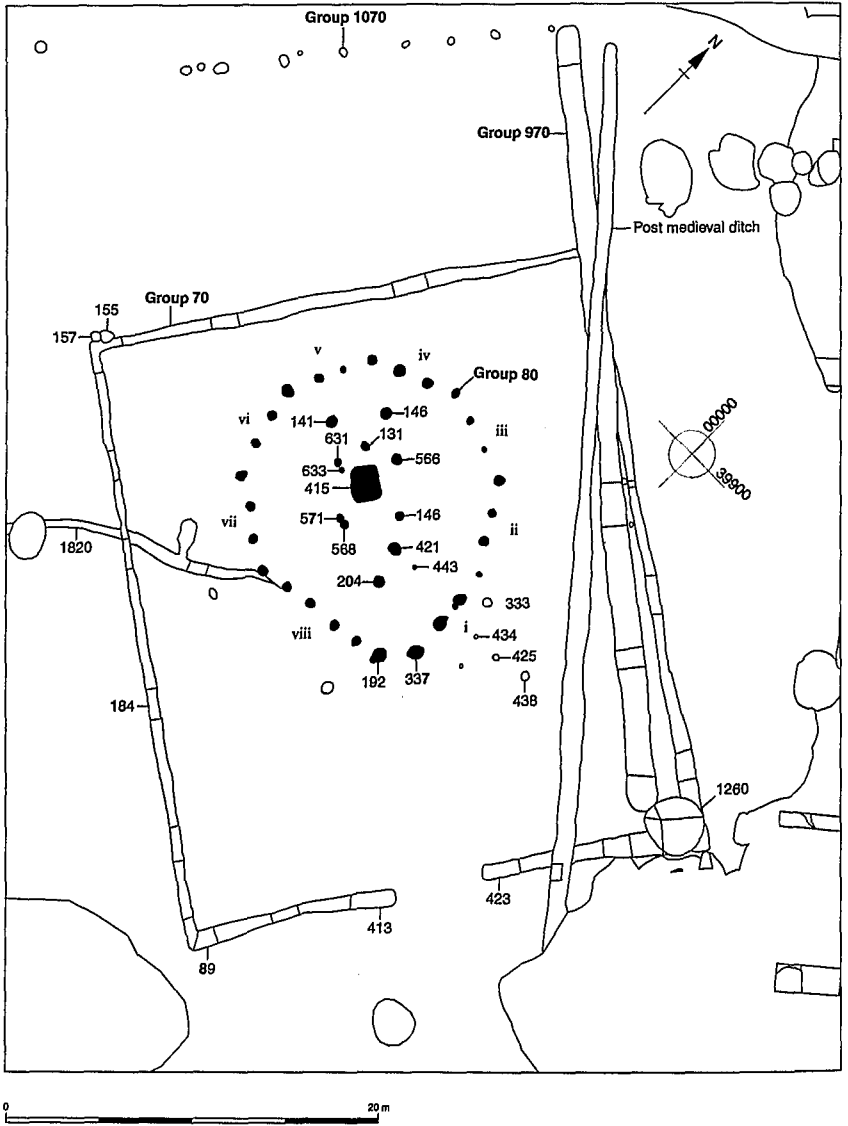 Group 1070
N
Group 970
Post medieval ditch
155
Group 70
157
v
iv
Group 80
00000
vi
141
146
iii
631
131
633
566
415
39900
vii
571
146
ii
568
421
1820
443
204
333
viii
i
434
425
192
337
438
184
1260
423
413
89
0
20 m